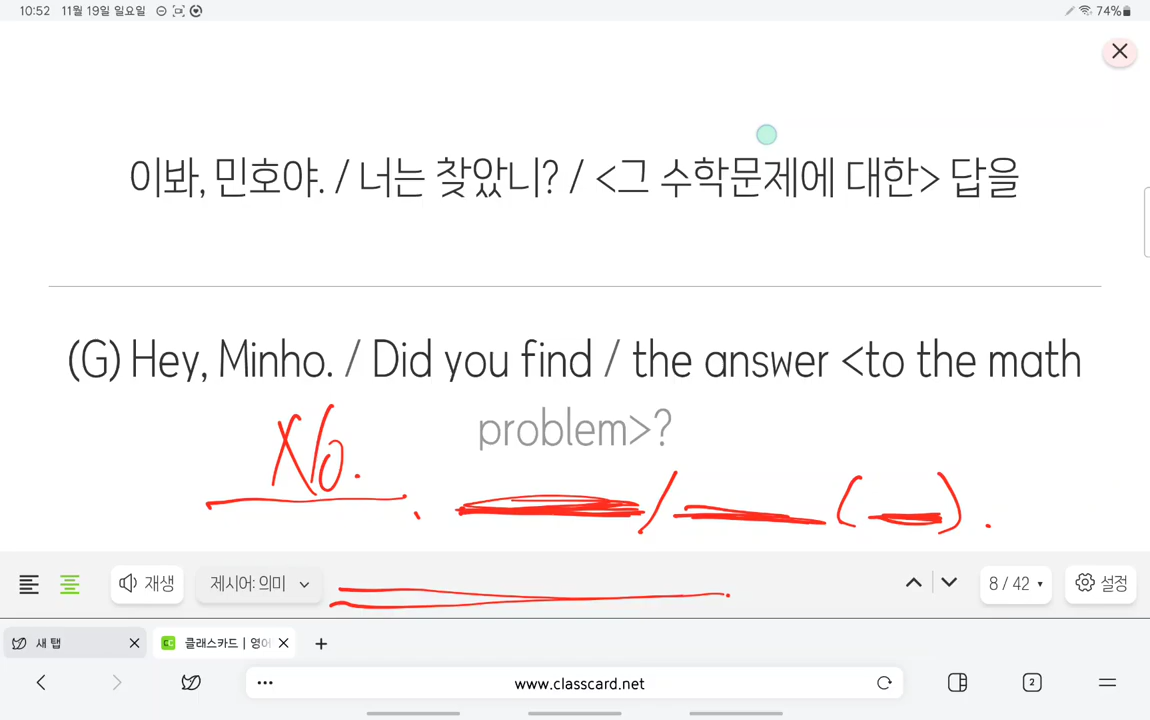 10:52 11월 19일 일요일
74%
이봐, 민호야. / 너는 찾았니? / <그 수학문제에 대한> 답을
(G) Hey, Minho. / Did you find / the answer <to the math
problem>?
No.
/ ( ) .
재생 제시어: 의미 8 / 42 설정
새 탭 클래스카드 | 영어
www.classcard.net 2